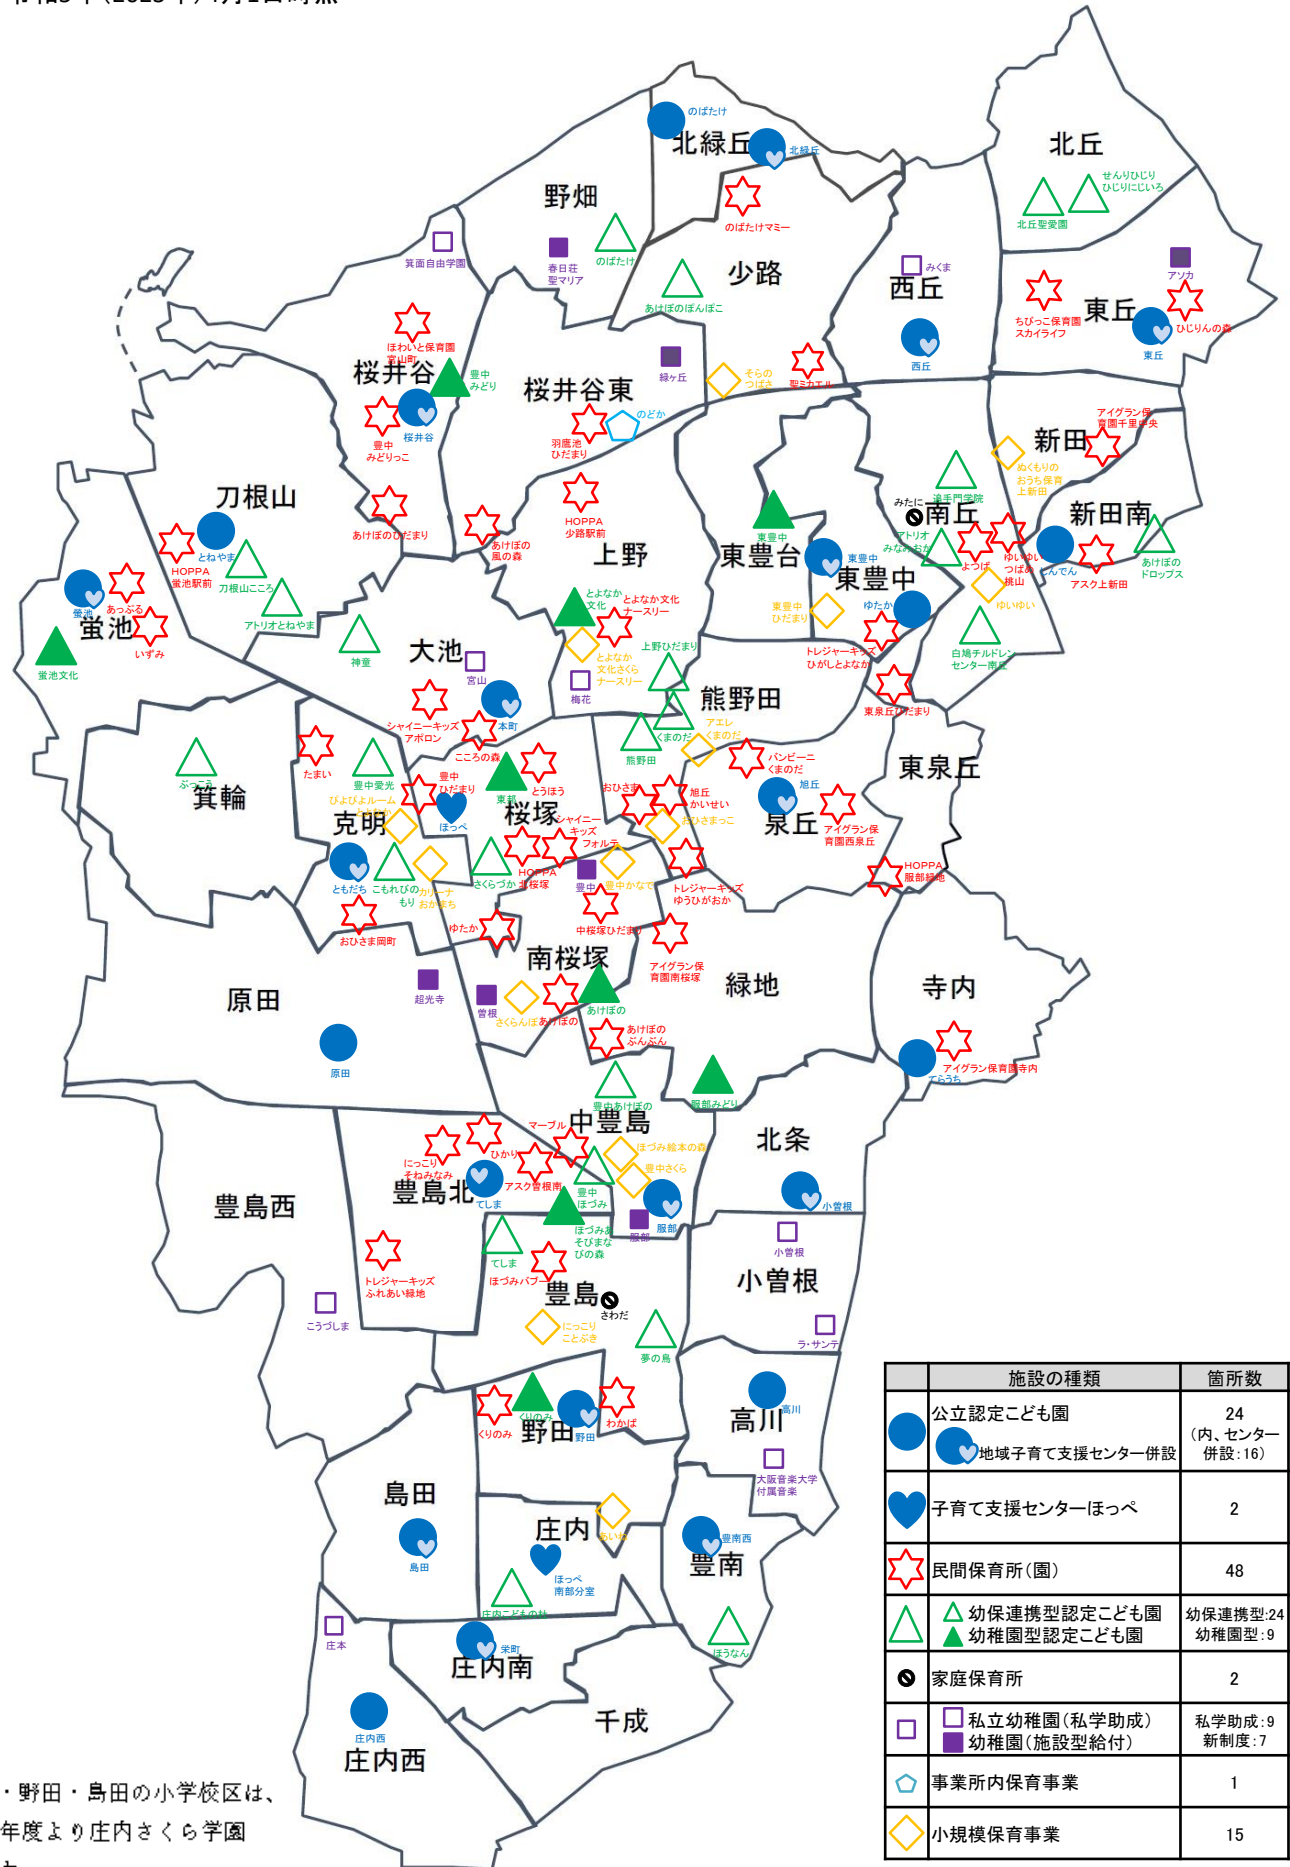 のばたけ
北緑丘
北緑丘
北丘
せんりひじり
ひじりにじいろ
北丘聖愛園
野畑
のばたけマミー
箕面自由学園
春日荘
聖マリア
のばたけ
少路
あけぼのぽんぽこ
みくま
西丘
西丘
アソカ
ちびっこ保育園
スカイライフ
東丘
ひじりんの森
東丘
ほわいと保育園
宮山町
桜井谷
豊中
みどり
桜井谷
豊中
みどりっこ
緑ヶ丘
桜井谷東
そらの
つばさ
聖ミカエル
のどか
羽鷹池
ひだまり
アイグラン保
育園千里中央
新田
ぬくもりの
おうち保育
上新田
刀根山
とねやま
HOPPA
蛍池駅前
刀根山こころ
アトリオとねやま
あけぼのひだまり
あけぼの
風の森
HOPPA
少路駅前
上野
東豊中
東豊台
東豊中
東豊中
みたに
追手門学院
南丘
アトリオ
みなみおか
よつば
ゆいゆい
つばめ
桃山
ゆいゆい
新田南
しんでん
アスク上新田
あけぼの
ドロップス
白鳩チルドレン
センター南丘
螢池
あっぷる
蛍池
いずみ
蛍池文化
神童
大池
宮山
とよなか
文化
とよなか文化
ナースリー
とよなか
文化さくら
ナースリー
梅花
上野ひだまり
東豊中
ひだまり
ゆたか
トレジャーキッズ
ひがしとよなか
東泉丘ひだまり
熊野田
くまのだ
熊野田
アエレ
くまのだ
バンビーニ
くまのだ
東泉丘
シャイニーキッズ
アポロン
本町
こころの森
ぶっこう
箕輪
たまい
豊中愛光
ぴよぴよルーム
とよなか
克明
豊中
ひだまり
ほっぺ
東邦
とうほう
桜塚
シャイニー
キッズ
フォルテ
おひさま
旭丘
かいせい
おひさまっこ
旭丘
泉丘
アイグラン保
育園西泉丘
HOPPA
服部緑地
ともだち
こもれびの
もり
カリーナ
おかまち
さくらづか
HOPPA
北桜塚
豊中
豊中かなで
トレジャーキッズ
ゆうひがおか
おひさま岡町
ゆたか
中桜塚ひだまり
南桜塚
アイグラン保
育園南桜塚
緑地
寺内
原田
超光寺
曽根
さくらんぼ
あけぼの
あけぼの
あけぼの
ぶんぶん
原田
アイグラン保育園寺内
てらうち
豊中あけぼの
服部みどり
中豊島
北条
マーブル
ひかり
にっこり
そねみなみ
アスク曽根南
豊島北
てしま
豊中
ほづみ
ほづみ絵本の森
豊中さくら
服部
服部
小曽根
豊島西
てしま
ほづみあ
そびまな
びの森
ほづみバブー
小曽根
小曽根
トレジャーキッズ
ふれあい緑地
豊島
さわだ
こうづしま
にっこり
ことぶき
夢の鳥
ラ・サンテ
くりのみ
くりのみ
野田
野田
わかば
高川
高川
大阪音楽大学
付属音楽
島田
島田
庄内
あいわ
ほっぺ
南部分室
庄内こどもの杜
豊南西
豊南
ほうなん
庄本
栄町
庄内南
千成
庄内西
庄内西
施設の種類 箇所数
公立認定こども園 24
地域子育て支援センター併設 (内、センター
併設:16)
子育て支援センターほっぺ 2
民間保育所(園) 48
幼保連携型認定こども園 幼保連携型:24
幼稚園型認定こども園 幼稚園型:9
家庭保育所 2
私立幼稚園(私学助成) 私学助成:9
幼稚園(施設型給付) 新制度:7
事業所内保育事業 1
小規模保育事業 15
・野田・島田の小学校区は、
年度より庄内さくら学園